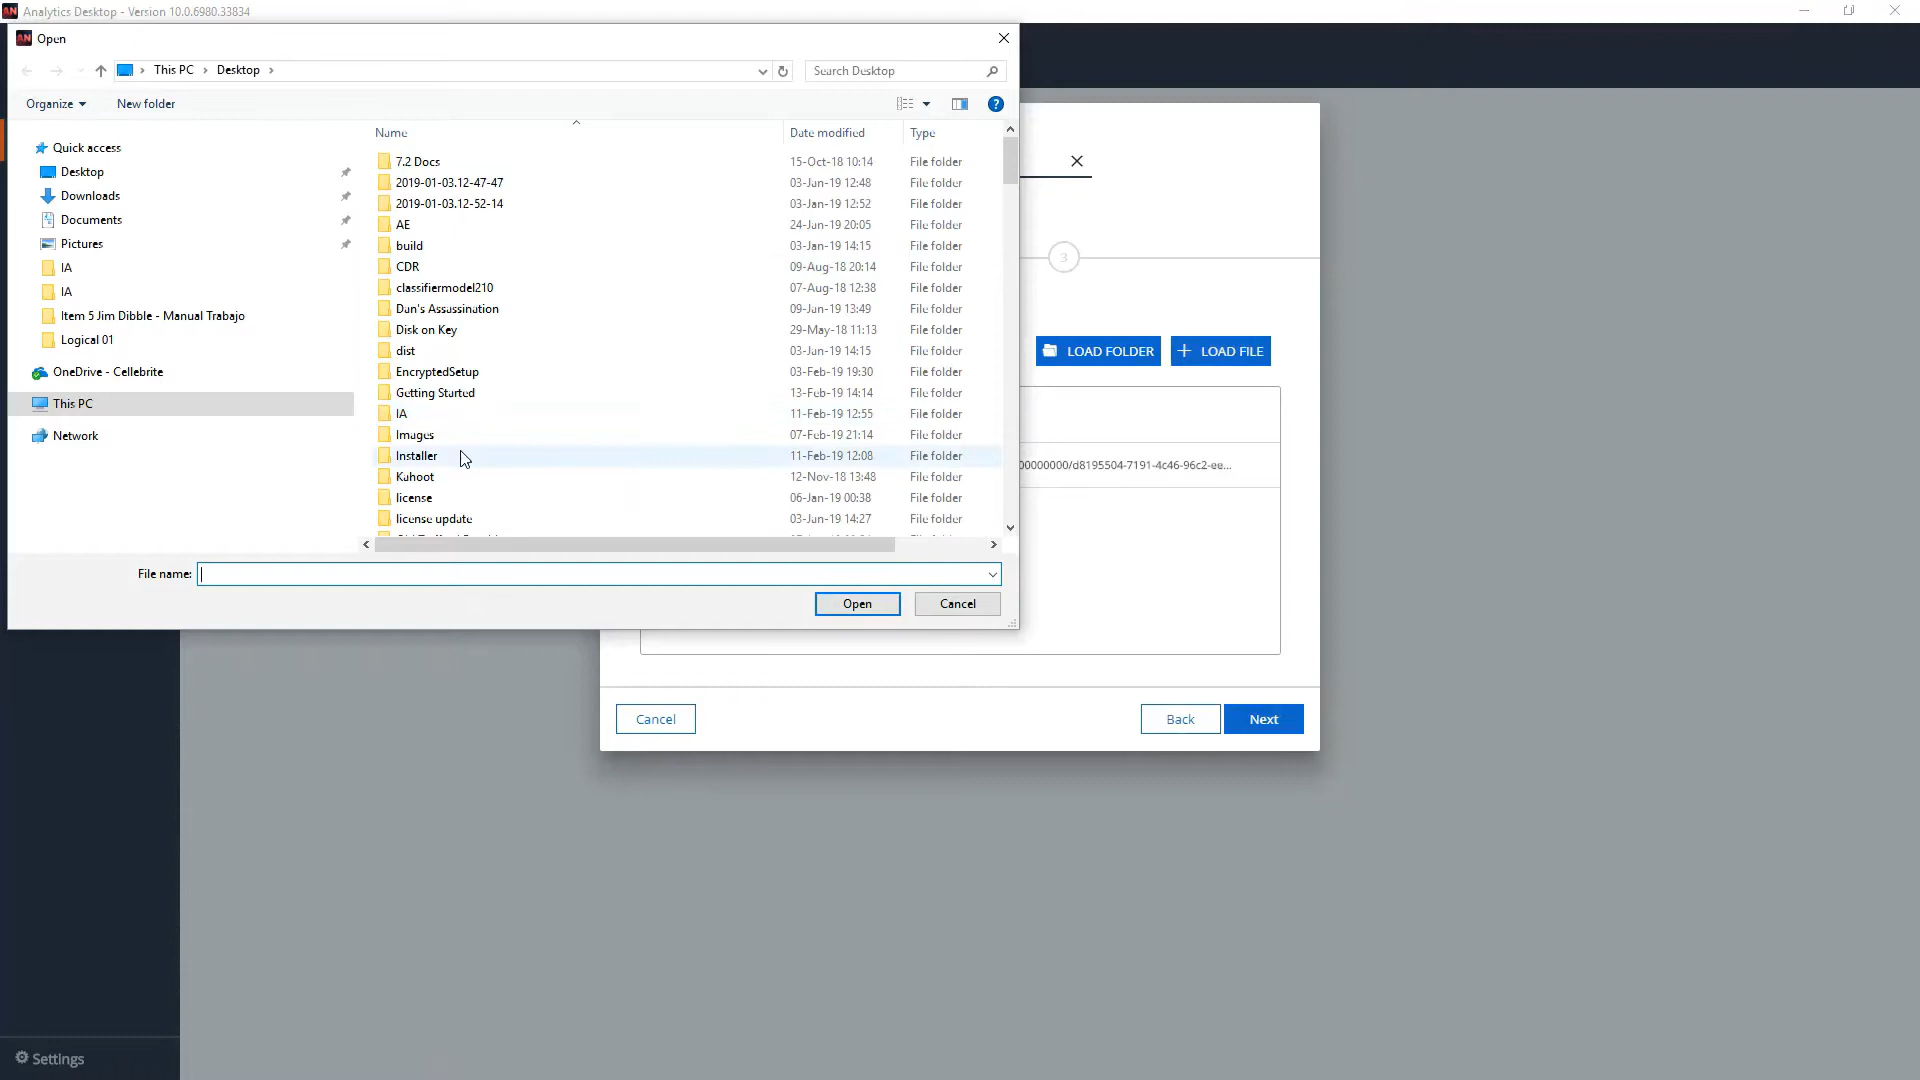 Analytics Desktop - Version 10.0.6980.33834
Open
This PC > Desktop >
Search Desktop
Organize
New folder
Name Date modified Type
Quick access
Desktop
Downloads
Documents
Pictures
IA
IA
Item 5 Jim Dibble - Manual Trabajo
Logical 01
OneDrive - Cellebrite
This PC
Network
7.2 Docs 15-Oct-18 10:14 File folder
2019-01-03.12-47-47 03-Jan-19 12:48 File folder
2019-01-03.12-52-14 03-Jan-19 12:52 File folder
AE 24-Jan-19 20:05 File folder
build 03-Jan-19 14:15 File folder
CDR 09-Aug-18 20:14 File folder
classifiermodel210 07-Aug-18 12:38 File folder
Dan's Assassination 09-Jan-19 13:49 File folder
Disk on Key 29-May-18 11:13 File folder
dist 03-Jan-19 14:15 File folder
EncryptedSetup 03-Feb-19 19:30 File folder
Getting Started 13-Feb-19 14:14 File folder
IA 11-Feb-19 12:55 File folder
Images 07-Feb-19 21:14 File folder
Installer 11-Feb-19 12:08 File folder
Kahoot 12-Nov-18 13:48 File folder
license 06-Jan-19 00:38 File folder
license update 03-Jan-19 14:27 File folder
File name:
Open
Cancel
3
LOAD FOLDER
+ LOAD FILE
00000000/d8195504-7191-4c46-96c2-ee...
Cancel
Back
Next
Settings